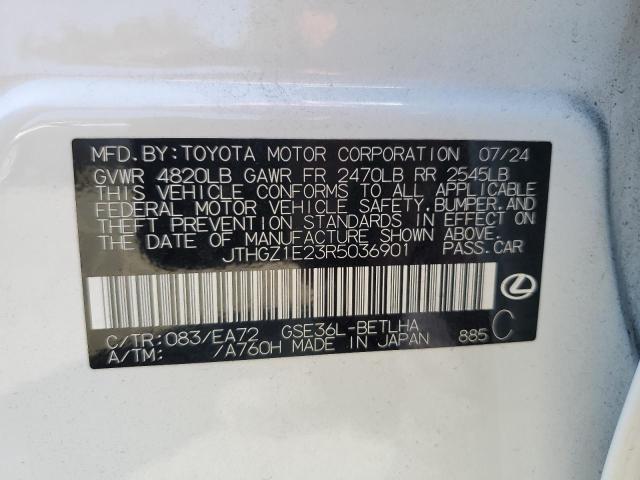 MFD. BY: TOYOTA MOTOR CORPORATION 07/24
GVWR 4820LB GAWR FR 2470LB RR 2545LB
THIS VEHICLE CONFORMS TO ALL APPLICABLE
FEDERAL MOTOR VEHICLE SAFETY, BUMPER, AND
THEFT PREVENTION STANDARDS IN EFFECT ON
THE DATE OF MANUFACTURE SHOWN ABOVE.
JTHGZ1E23R5036901 PASS. CAR
C/TR: 083/EA72 GSE36L-BETLHA
A/TM: /A760H MADE IN JAPAN 885 C